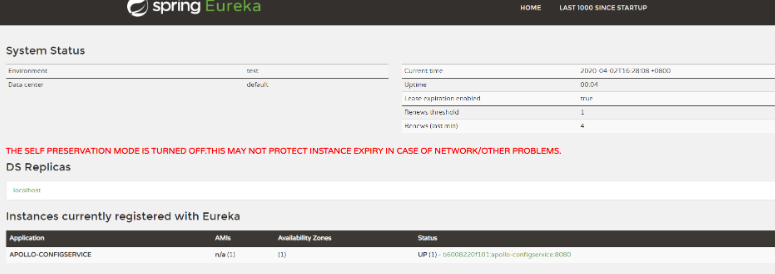 spring Eureka
HOME LAST 1000 SINCE STARTUP
System Status
Environment test
Data center default
Current time 2020-04-02T16:28:08 +0800
Uptime 00:04
Lease expiration enabled true
Renews threshold 1
Renews (last min) 4
THE SELF PRESERVATION MODE IS TURNED OFF.THIS MAY NOT PROTECT INSTANCE EXPIRY IN CASE OF NETWORK/OTHER PROBLEMS.
DS Replicas
localhost
Instances currently registered with Eureka
Application AMIs Availability Zones Status
APOLLO-CONFIGSERVICE n/a (1) (1) UP (1) - b6008220f101:apollo-configservice:8080